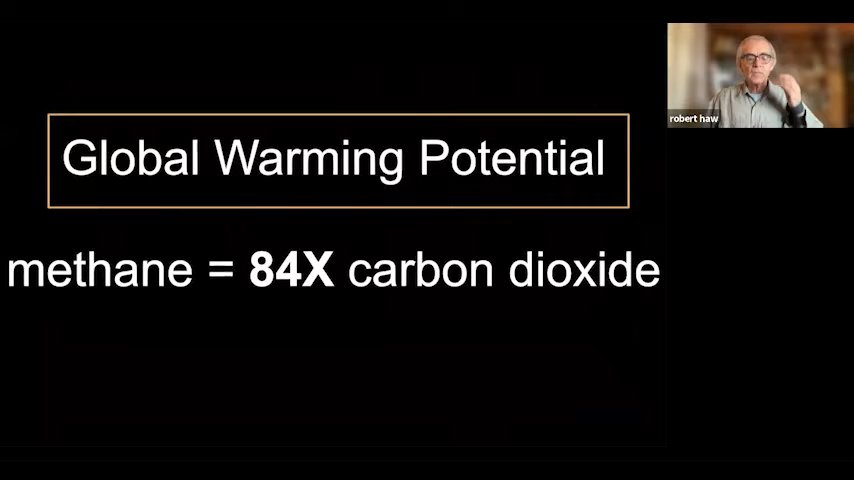 Global Warming Potential
methane = 84X carbon dioxide
robert haw